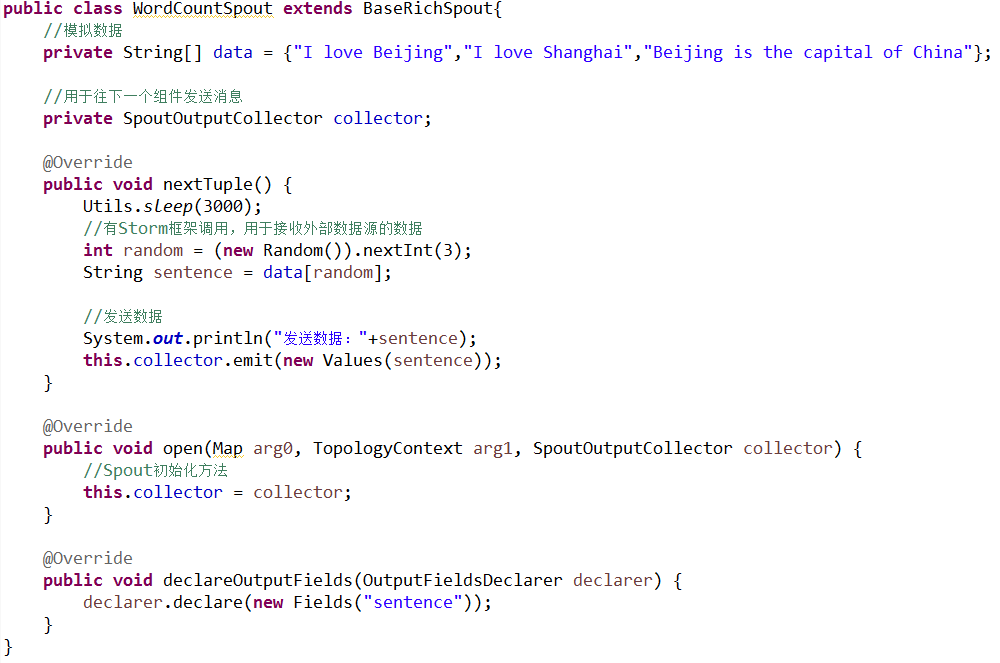 public class WordCountSpout extends BaseRichSpout{
//模拟数据
private String[] data = {"I love Beijing","I love Shanghai","Beijing is the capital of China"};
//用于往下一个组件发送消息
private SpoutOutputCollector collector;
@Override
public void nextTuple() {
Utils.sleep(3000);
//有Storm框架调用，用于接收外部数据源的数据
int random = (new Random()).nextInt(3);
String sentence = data[random];
//发送数据
System.out.println("发送数据："+sentence);
this.collector.emit(new Values(sentence));
}
@Override
public void open(Map arg0, TopologyContext arg1, SpoutOutputCollector collector) {
//Spout初始化方法
this.collector = collector;
}
@Override
public void declareOutputFields(OutputFieldsDeclarer declarer) {
declarer.declare(new Fields("sentence"));
}
}